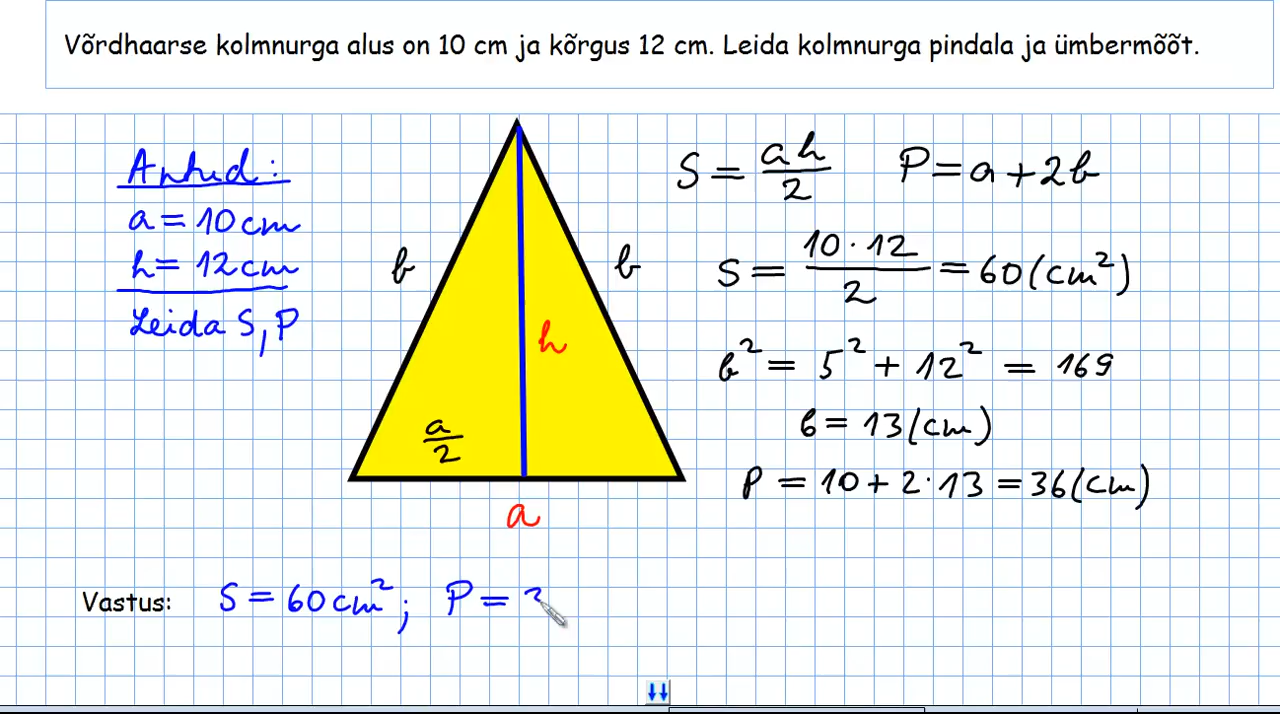 Võrdhaarse kolmnurga alus on 10 cm ja kõrgus 12 cm. Leida kolmnurga pindala ja ümbermõõt.
Antud:
a = 10 cm
h = 12 cm
Leida S, P
b
b
h
a/2
a
S = ah/2 P = a + 2b
S = 10 · 12/2 = 60 (cm²)
b² = 5² + 12² = 169
b = 13 (cm)
P = 10 + 2 · 13 = 36 (cm)
Vastus: S = 60 cm²; P =